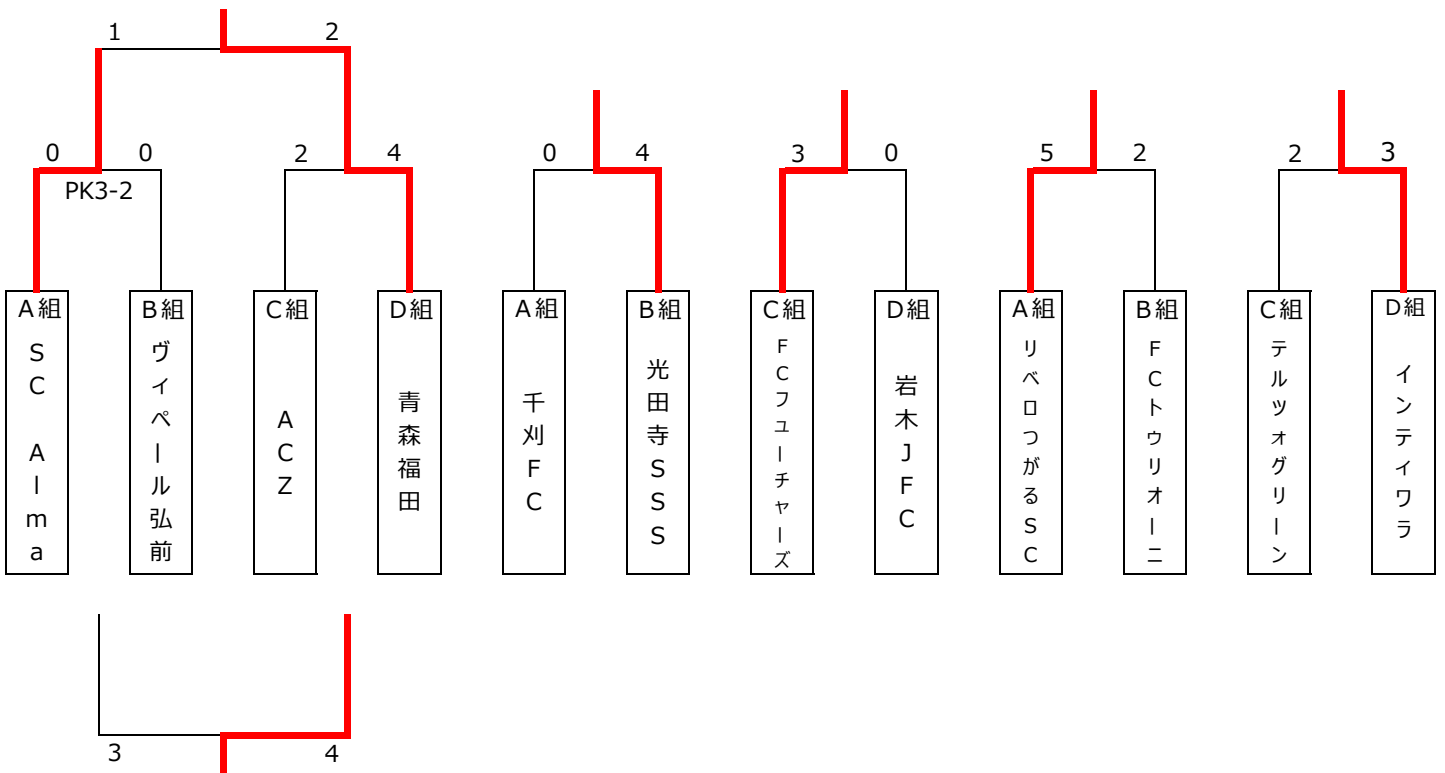 1 2
0 0 2 4 0 4 3 0 5 2 2 3
PK3-2
A組 B組 C組 D組 A組 B組 C組 D組 A組 B組 C組 D組
SC Alma
ヴィペール弘前
ACZ
青森福田
千刈FC
光田寺SSS
FCフューチャーズ
岩木JFC
リベロつがるSC
FCトゥリオーニ
テルツォグリーン
インティワラ
3 4